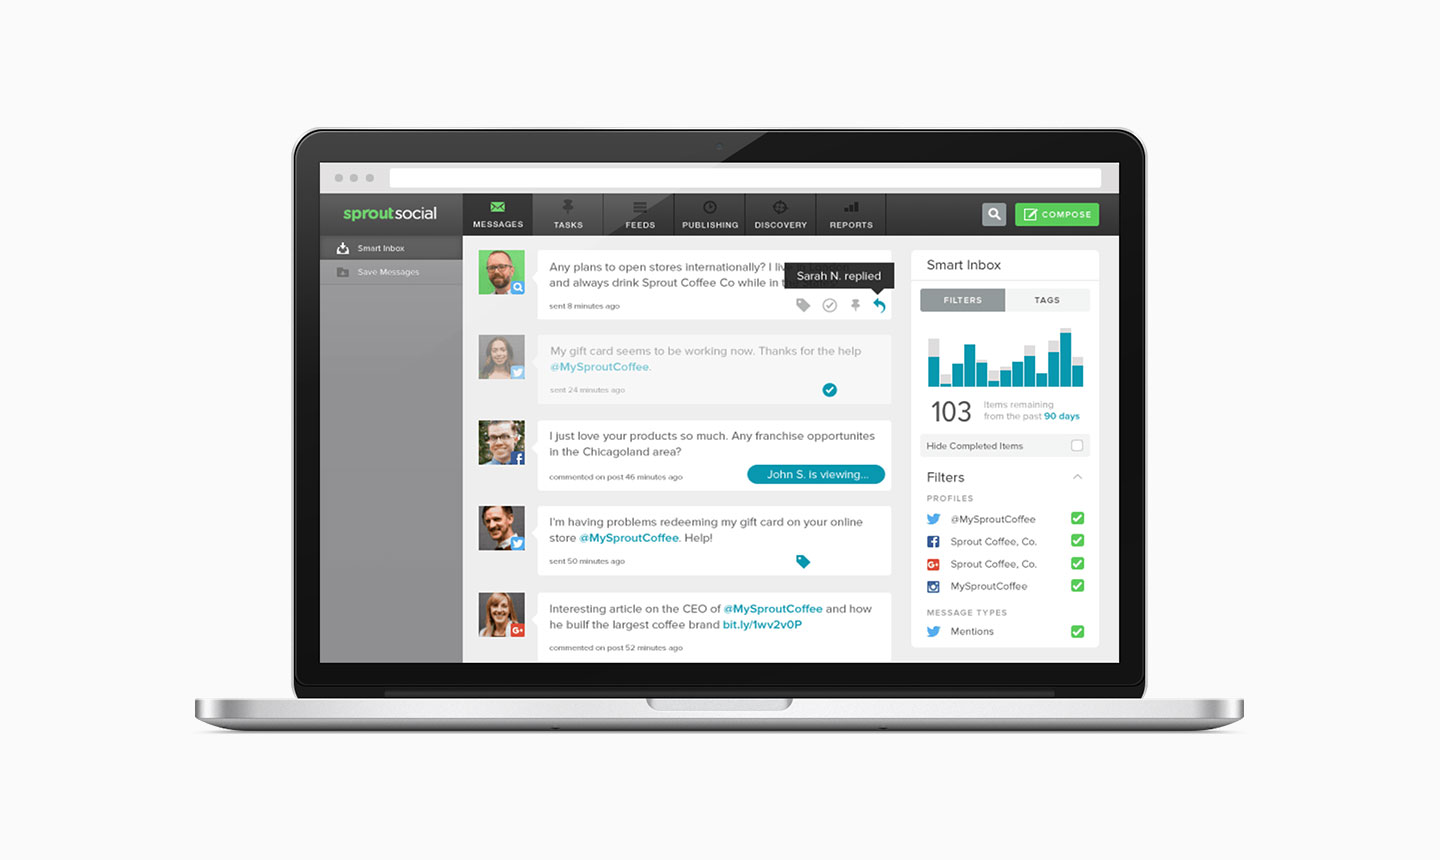 sproutsocial
MESSAGES
TASKS
FEEDS
PUBLISHING
DISCOVERY
REPORTS
COMPOSE
Smart Inbox
Save Messages
Any plans to open stores internationally? I live
and always drink Sprout Coffee Co while in
Sarah N. replied
sent 8 minutes ago
My gift card seems to be working now. Thanks for the help
@MySproutCoffee.
sent 24 minutes ago
I just love your products so much. Any franchise opportunites
in the Chicagoland area?
commented on post 46 minutes ago
John S. is viewing...
I'm having problems redeeming my gift card on your online
store @MySproutCoffee. Help!
sent 50 minutes ago
Interesting article on the CEO of @MySproutCoffee and how
he builf the largest coffee brand bit.ly/1wv2v0P
commented on post 52 minutes ago
Smart Inbox
FILTERS
TAGS
103
Items remaining
from the past 90 days
Hide Completed Items
Filters
PROFILES
@MySproutCoffee
Sprout Coffee, Co.
Sprout Coffee, Co.
MySproutCoffee
MESSAGE TYPES
Mentions